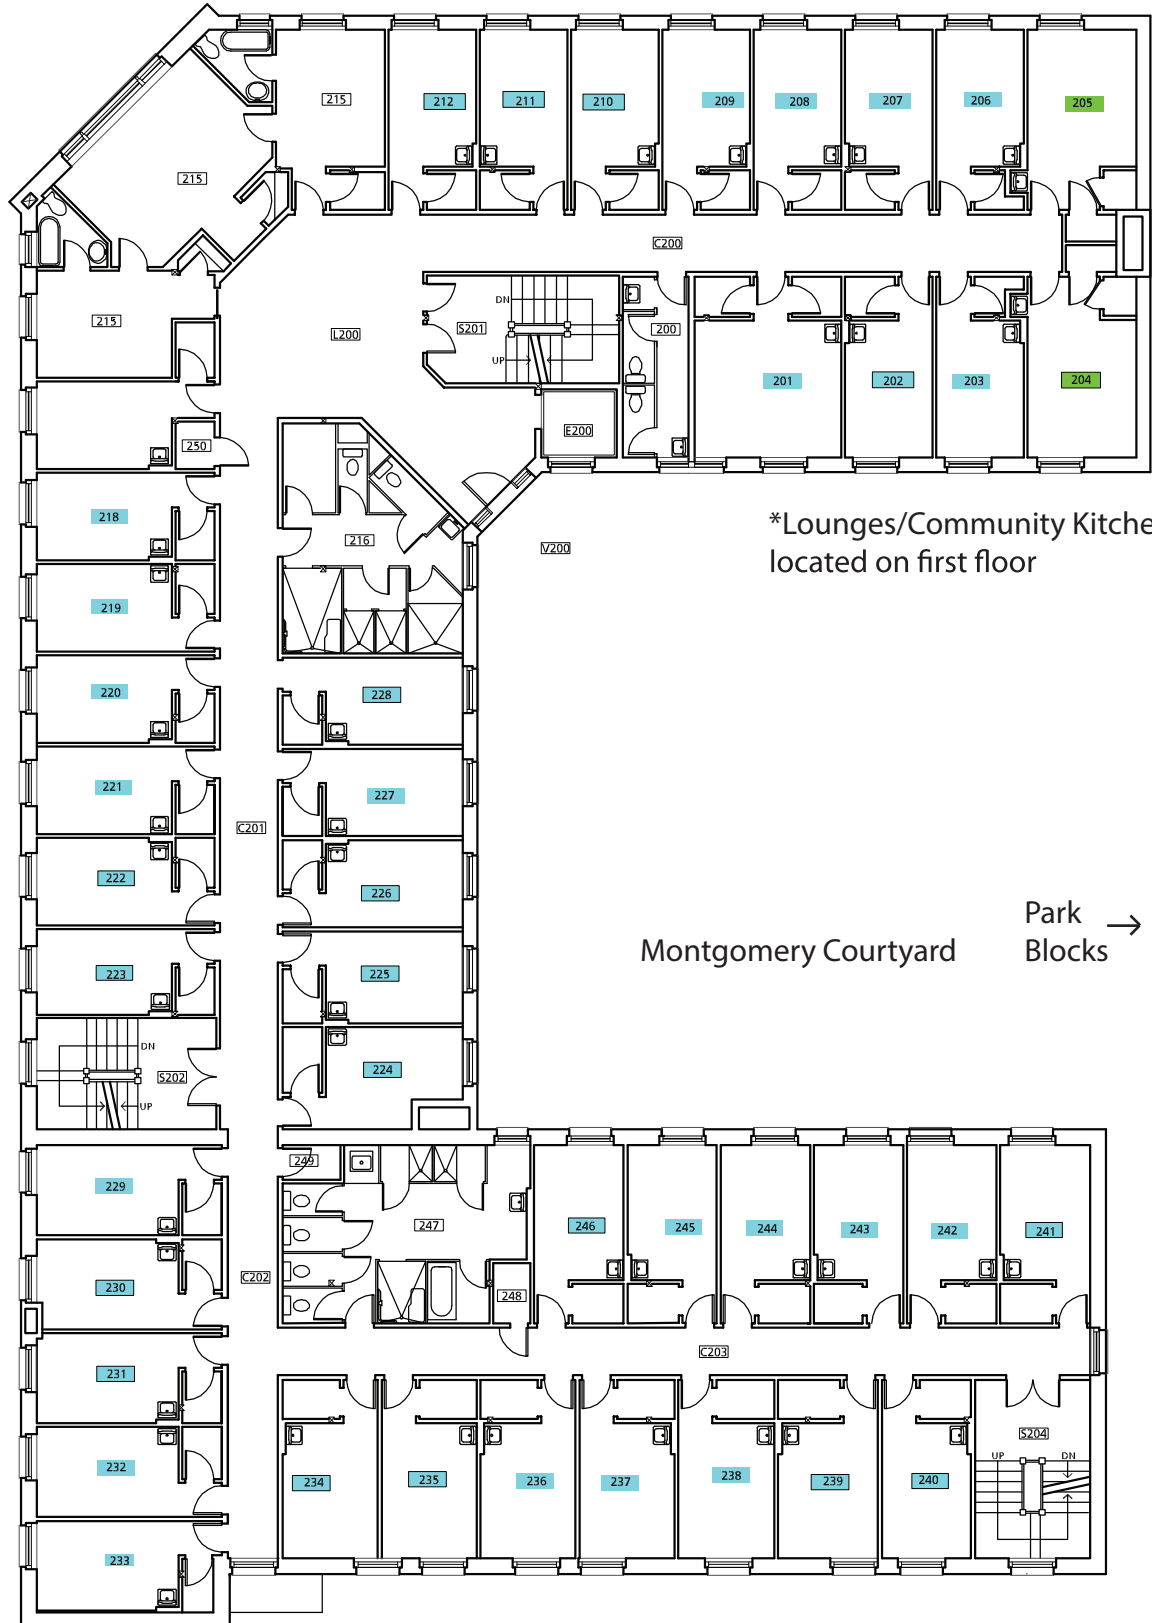 215
212
211
210
209
208
207
206
205
215
C200
215
L200
DN
S201
UP
200
201
202
203
204
E200
250
218
216
V200
*Lounges/Community Kitche
located on first floor
219
220
228
221
227
C201
222
226
223
225
Park
Blocks →
Montgomery Courtyard
DN
S202
UP
224
249
229
247
246
245
244
243
242
241
230
C202
248
231
C203
232
234
235
236
237
238
239
240
S204
UP
DN
233